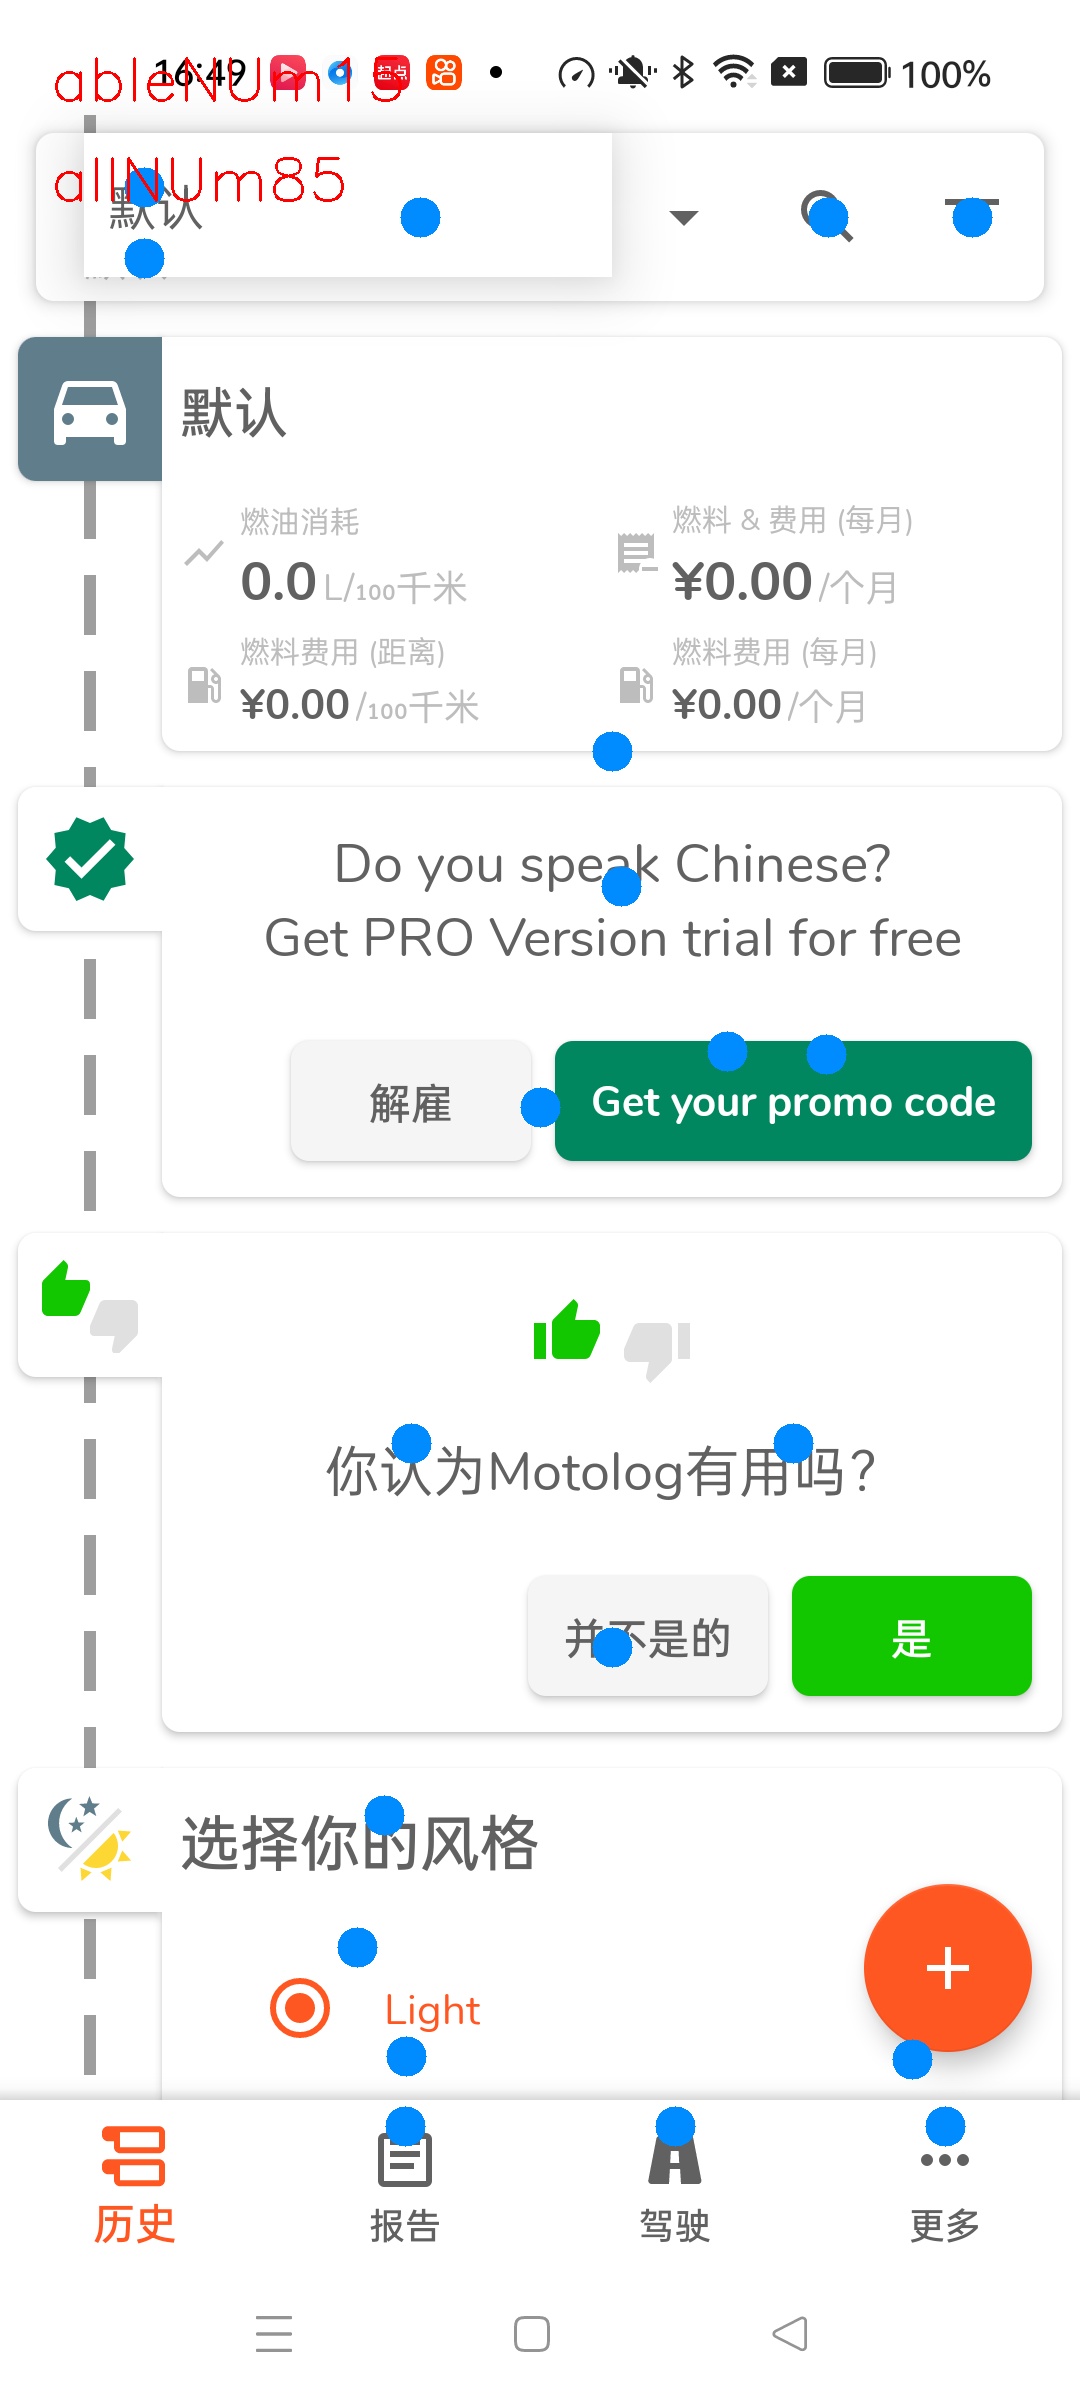 16:49 起点 100%
ableNUm15
allNUm85
默认
默认
燃油消耗
0.0 L/100千米
燃料 & 费用 (每月)
¥0.00 /个月
燃料费用 (距离)
¥0.00 /100千米
燃料费用 (每月)
¥0.00 /个月
Do you speak Chinese?
Get PRO Version trial for free
解雇
Get your promo code
你认为Motolog有用吗?
并不是的
是
选择你的风格
Light
历史
报告
驾驶
更多